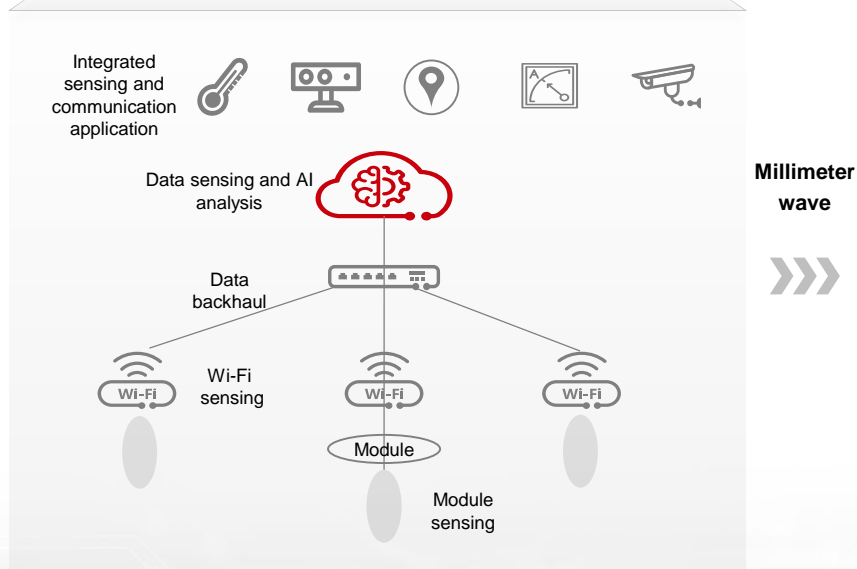 Integrated
sensing and
communication
application
A
Data sensing and AI
analysis
Millimeter
wave
Data
backhaul
Wi-Fi
sensing
Wi-Fi
Wi-Fi
Wi-Fi
Module
Module
sensing